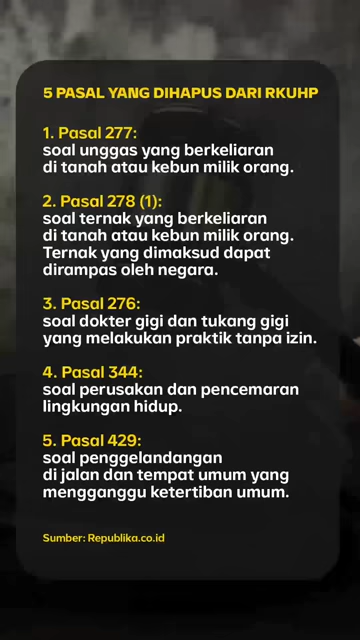 5 PASAL YANG DIHAPUS DARI RKUHP
1. Pasal 277:
soal unggas yang berkeliaran
di tanah atau kebun milik orang.
2. Pasal 278 (1):
soal ternak yang berkeliaran
di tanah atau kebun milik orang.
Ternak yang dimaksud dapat
dirampas oleh negara.
3. Pasal 276:
soal dokter gigi dan tukang gigi
yang melakukan praktik tanpa izin.
4. Pasal 344:
soal perusakan dan pencemaran
lingkungan hidup.
5. Pasal 429:
soal penggelandangan
di jalan dan tempat umum yang
mengganggu ketertiban umum.
Sumber: Republika.co.id